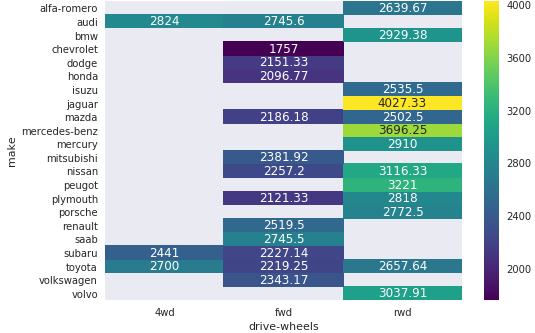 alfa-romero 2639.67
audi 2824 2745.6
bmw 2929.38
chevrolet 1757
dodge 2151.33
honda 2096.77
isuzu 2535.5
jaguar 4027.33
mazda 2186.18 2502.5
mercedes-benz 3696.25
mercury 2910
mitsubishi 2381.92
nissan 2257.2 3116.33
peugot 3221
plymouth 2121.33 2818
porsche 2772.5
renault 2519.5
saab 2745.5
subaru 2441 2227.14
toyota 2700 2219.25 2657.64
volkswagen 2343.17
volvo 3037.91
4wd fwd rwd
drive-wheels
make
4000
3600
3200
2800
2400
2000